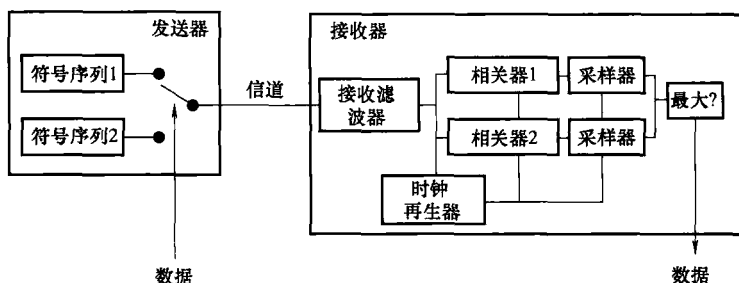 发送器
接收器
符号序列1
符号序列2
信道
接收滤
波器
相关器1
采样器
相关器2
采样器
最大?
时钟
再生器
数据
数据